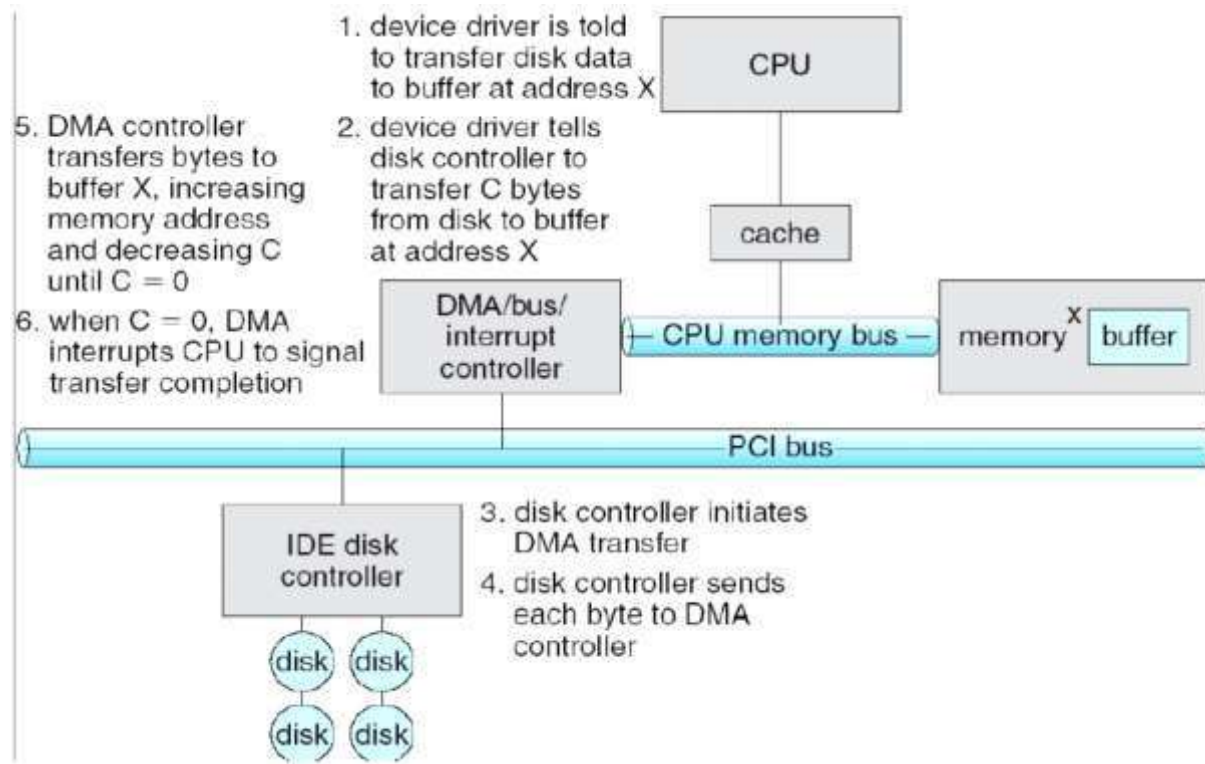 1. device driver is told
to transfer disk data
to buffer at address X
CPU
5. DMA controller
transfers bytes to
buffer X, increasing
memory address
and decreasing C
until C = 0
2. device driver tells
disk controller to
transfer C bytes
from disk to buffer
at address X
cache
6. when C = 0, DMA
interrupts CPU to signal
transfer completion
DMA/bus/
interrupt
controller
CPU memory bus
memory
X
buffer
PCI bus
IDE disk
controller
3. disk controller initiates
DMA transfer
4. disk controller sends
each byte to DMA
controller
disk
disk
disk
disk